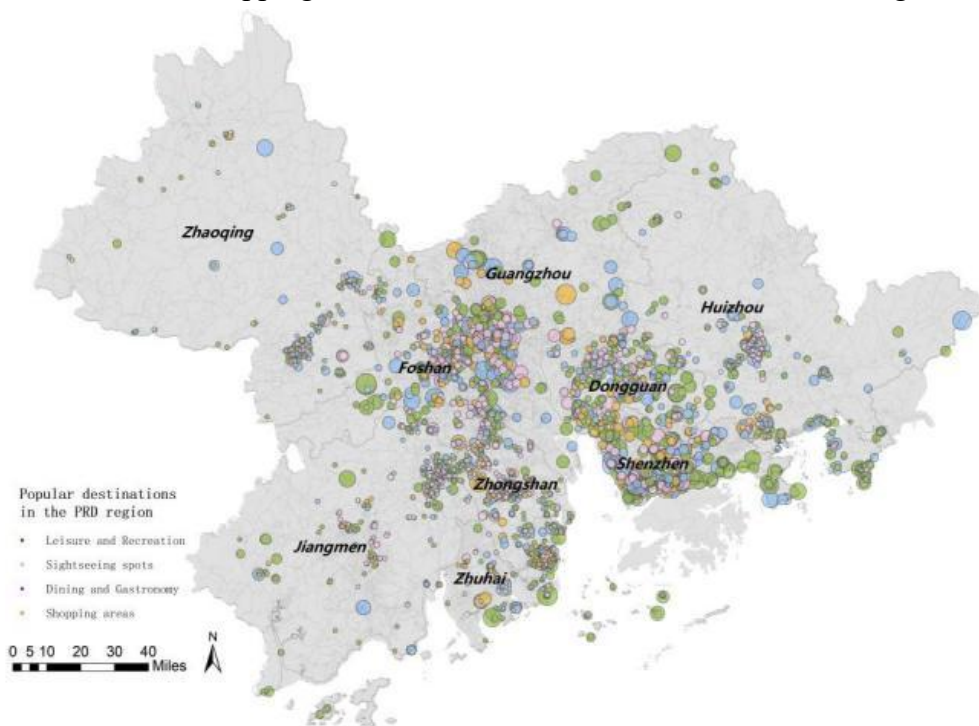 pping
Zhaoqing
Guangzhou
Huizhou
Foshan
Dongguan
Shenzhen
Zhongshan
Jiangmen
Zhuhai
Popular destinations
in the PRD region
Leisure and Recreation
Sightseeing spots
Dining and Gastronomy
Shopping areas
N
0 5 10 20 30 40
Miles